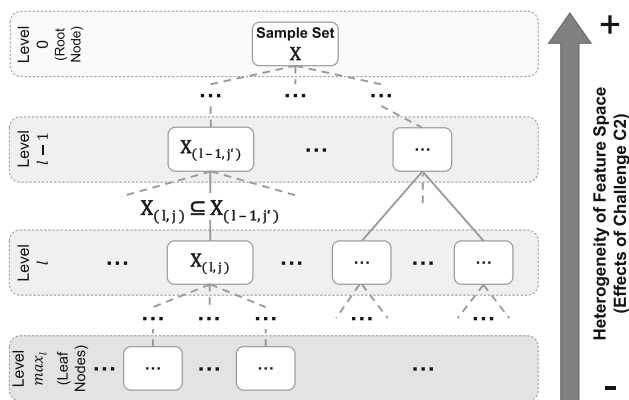 Level
0
(Root
Node)
Sample Set
X
... ... ...
Level
l − 1
X(l−1,j‘)
...
...
X(l,j) ⊆ X(l−1,j‘)
Level
l
...
X(l,j)
...
...
...
...
... ... ... ...
Level
maxl
(Leaf
Nodes)
...
...
...
...
...
+
Heterogeneity of Feature Space
(Effects of Challenge C2)
-